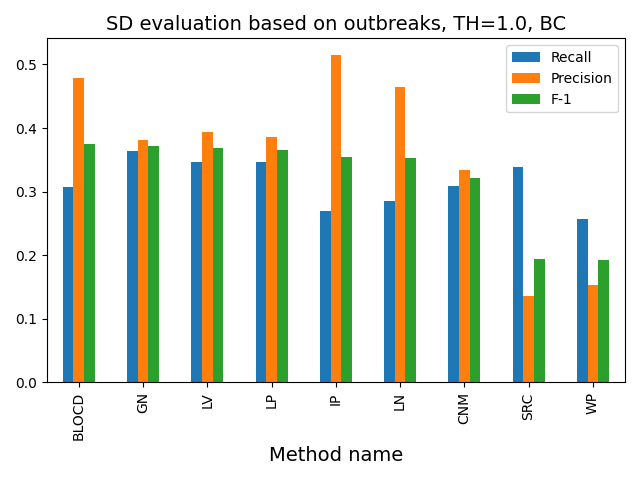 SD evaluation based on outbreaks, TH=1.0, BC
Recall
Precision
F-1
0.5
0.4
0.3
0.2
0.1
0.0
BLOCD
GN
LV
LP
IP
LN
CNM
SRC
WP
Method name